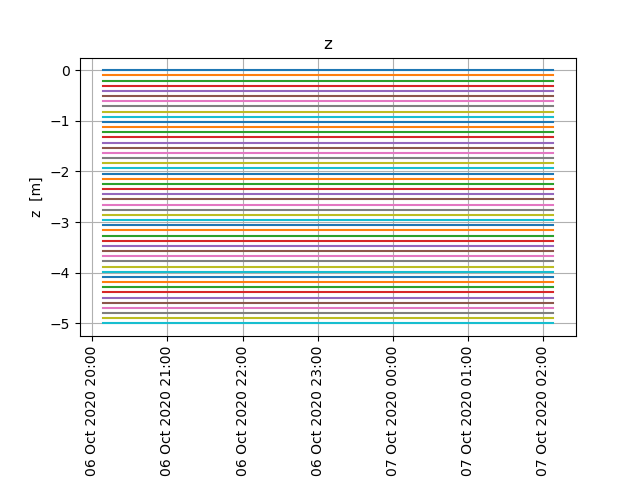 z
z [m]
0
−1
−2
−3
−4
−5
06 Oct 2020 20:00
06 Oct 2020 21:00
06 Oct 2020 22:00
06 Oct 2020 23:00
07 Oct 2020 00:00
07 Oct 2020 01:00
07 Oct 2020 02:00